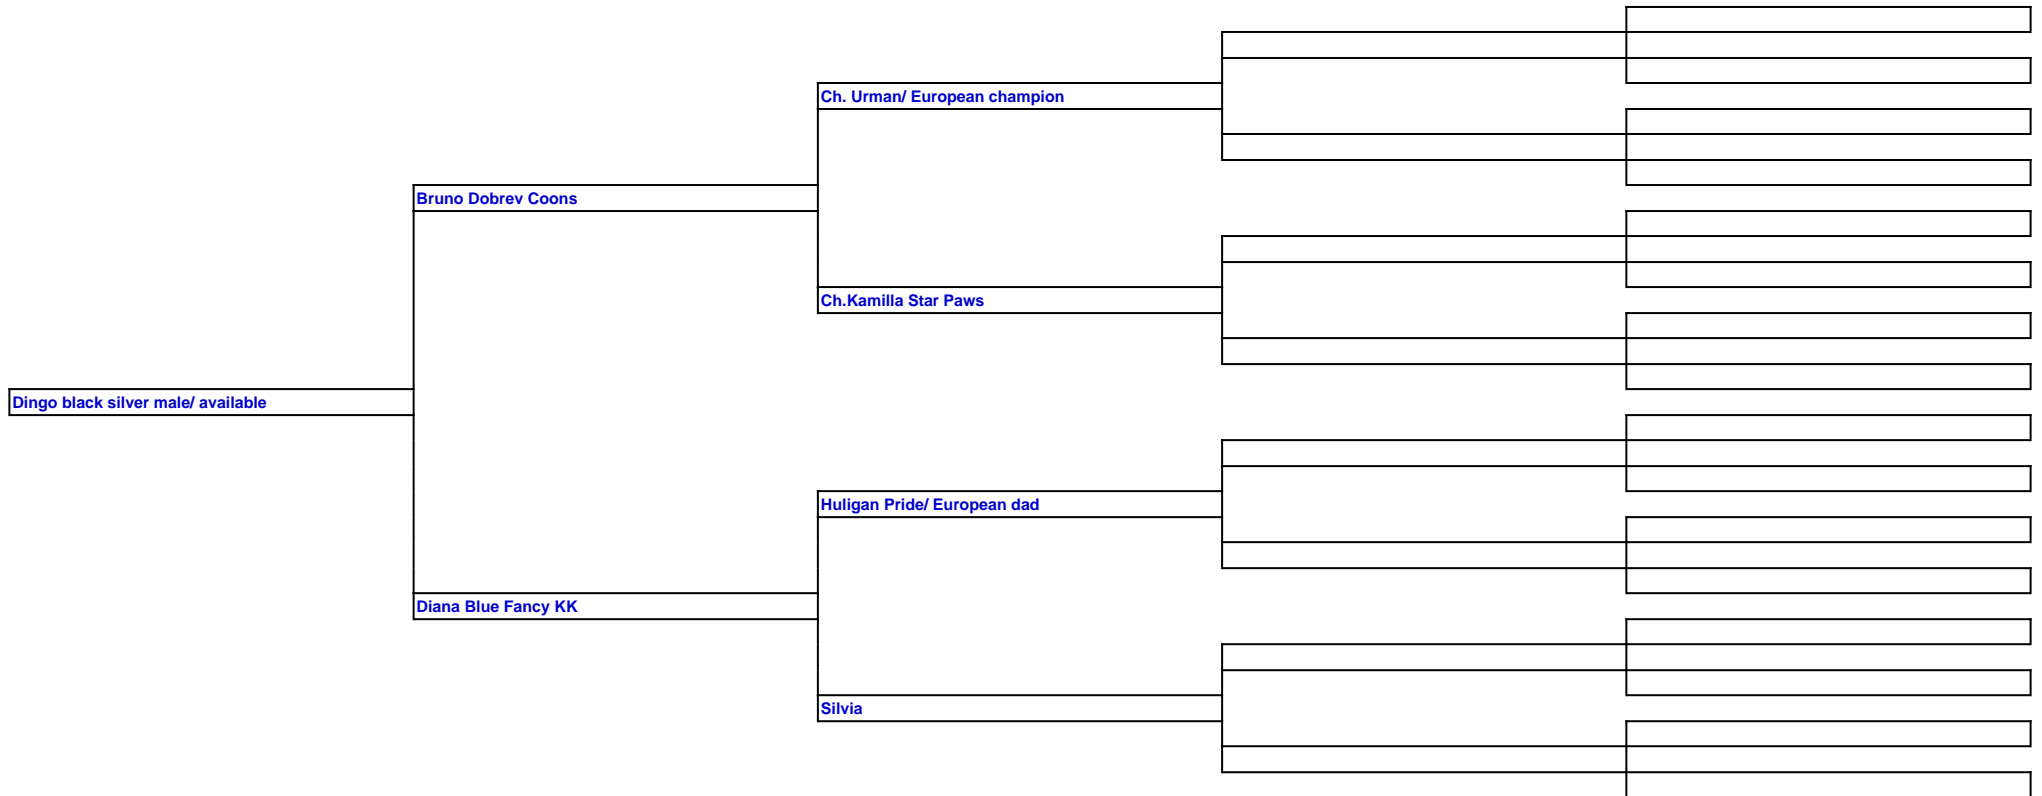 Ch. Urman/ European champion
Bruno Dobrev Coons
Ch.Kamilla Star Paws
Dingo black silver male/ available
Huligan Pride/ European dad
Diana Blue Fancy KK
Silvia